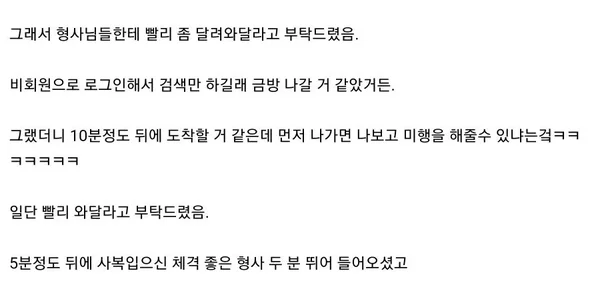 그래서 형사님들한테 빨리 좀 달려와달라고 부탁드렸음.
비회원으로 로그인해서 검색만 하길래 금방 나갈 거 같았거든.
그랬더니 10분정도 뒤에 도착할 거 같은데 먼저 나가면 나보고 미행을 해줄수 있냐는겈ㅋㅋ
ㅋㅋㅋㅋㅋ
일단 빨리 와달라고 부탁드렸음.
5분정도 뒤에 사복입으신 체격 좋은 형사 두 분 뛰어 들어오셨고